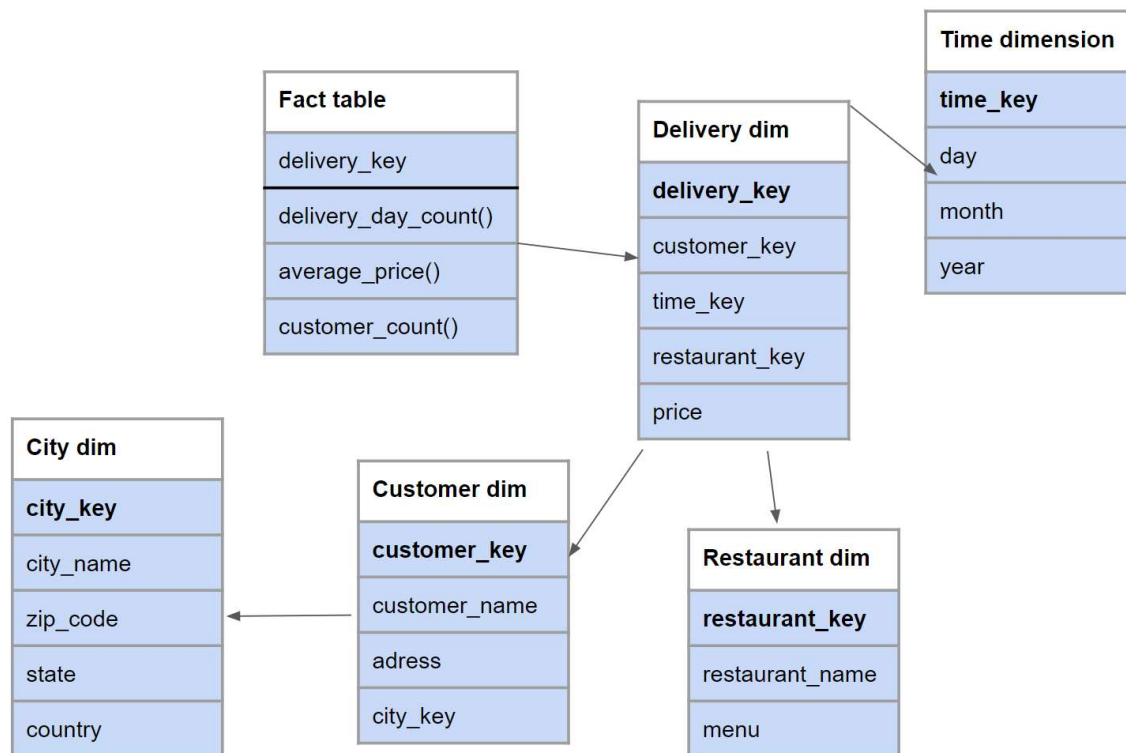 Time dimension
time_key
day
month
year
Fact table
delivery_key
delivery_day_count()
average_price()
customer_count()
Delivery dim
delivery_key
customer_key
time_key
restaurant_key
price
City dim
city_key
city_name
zip_code
state
country
Customer dim
customer_key
customer_name
adress
city_key
Restaurant dim
restaurant_key
restaurant_name
menu